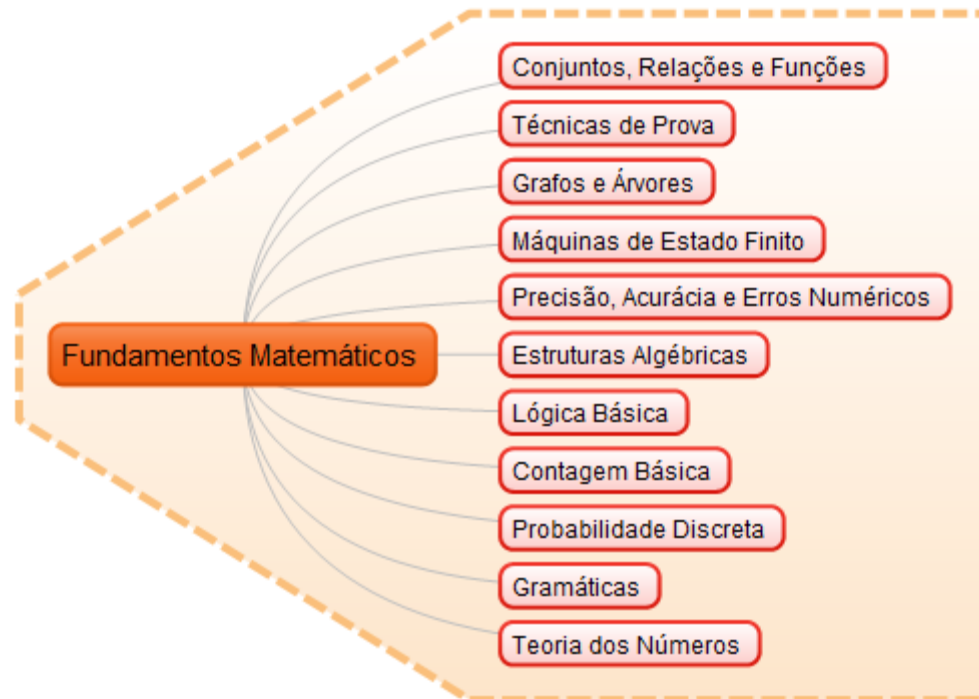 Conjuntos, Relações e Funções
Técnicas de Prova
Grafos e Árvores
Máquinas de Estado Finito
Precisão, Acurácia e Erros Numéricos
Fundamentos Matemáticos
Estruturas Algébricas
Lógica Básica
Contagem Básica
Probabilidade Discreta
Gramáticas
Teoria dos Números